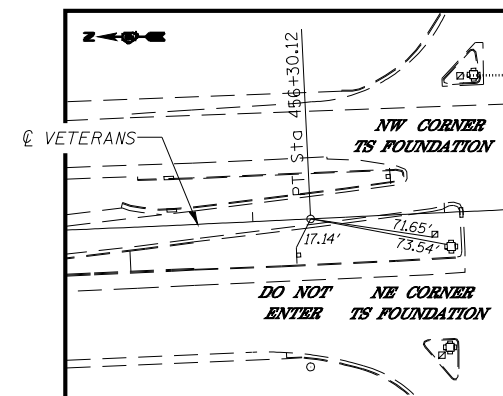 N
PT Sta 456+30.12
NW CORNER
TS FOUNDATION
℄ VETERANS
71.65'
73.54'
17.14'
DO NOT
ENTER
NE CORNER
TS FOUNDATION